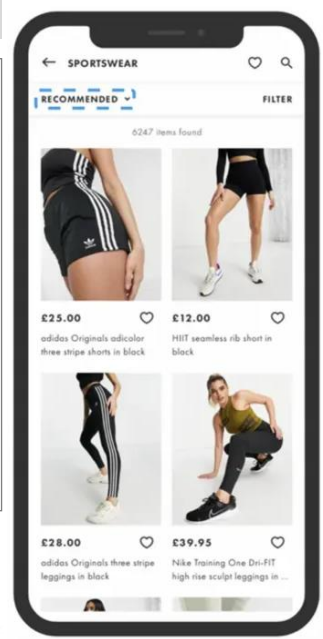 SPORTSWEAR
RECOMMENDED
FILTER
6247 items found
£25.00
£12.00
adidas Originals adicolor
three stripe shorts in black
HIIT seamless rib short in
black
£28.00
£39.95
adidas Originals three stripe
leggings in black
Nike Training One Dri-FIT
high rise sculpt leggings in ...